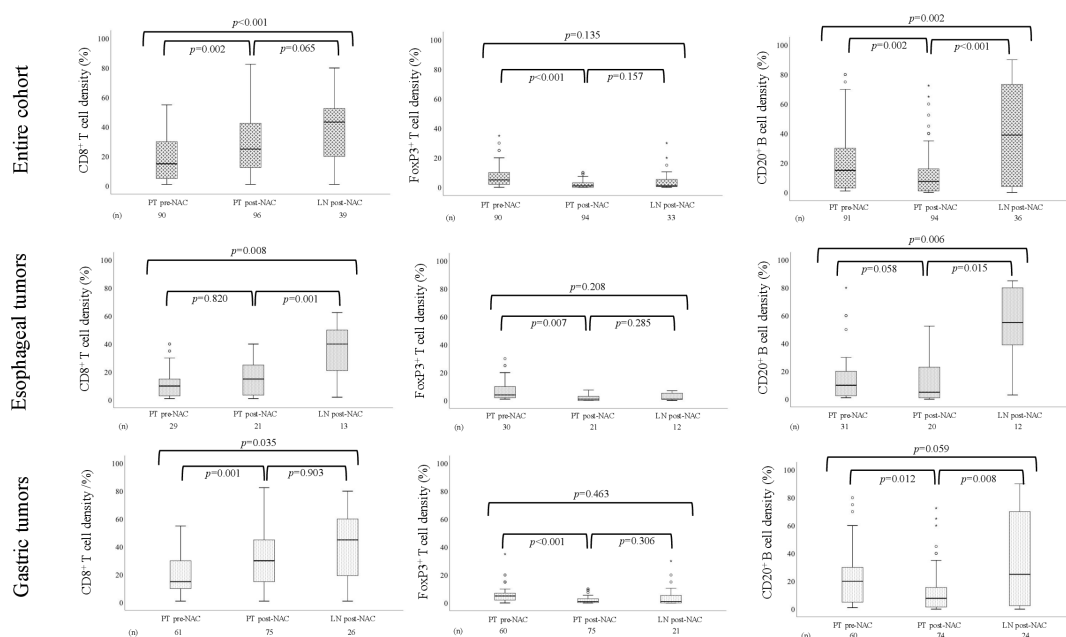 Entire cohort
CD8+ T cell density (%)
p<0.001
p=0.002 p=0.065
100
80
60
40
20
0
PT pre-NAC PT post-NAC LN post-NAC
(n) 90 96 39
FoxP3+ T cell density (%)
p=0.135
p<0.001 p=0.157
100
80
60
40
20
0
PT pre-NAC PT post-NAC LN post-NAC
(n) 90 94 33
CD20+ B cell density (%)
p=0.002
p=0.002 p<0.001
100
80
60
40
20
0
PT pre-NAC PT post-NAC LN post-NAC
(n) 91 94 36
Esophageal tumors
CD8+ T cell density (%)
p=0.008
p=0.820 p=0.001
100
80
60
40
20
0
PT pre-NAC PT post-NAC LN post-NAC
(n) 29 21 13
FoxP3+ T cell density (%)
p=0.208
p=0.007 p=0.285
100
80
60
40
20
0
PT pre-NAC PT post-NAC LN post-NAC
(n) 30 21 12
CD20+ B cell density (%)
p=0.006
p=0.058 p=0.015
100
80
60
40
20
0
PT pre-NAC PT post-NAC LN post-NAC
(n) 31 20 12
Gastric tumors
CD8+ T cell density /%)
p=0.035
p=0.001 p=0.903
100
80
60
40
20
0
PT pre-NAC PT post-NAC LN post-NAC
(n) 61 75 26
FoxP3+ T cell density (%)
p=0.463
p<0.001 p=0.306
100
80
60
40
20
0
PT pre-NAC PT post-NAC LN post-NAC
(n) 60 75 21
CD20+ B cell density (%)
p=0.059
p=0.012 p=0.008
100
80
60
40
20
0
PT pre-NAC PT post-NAC LN post-NAC
(n) 60 74 24